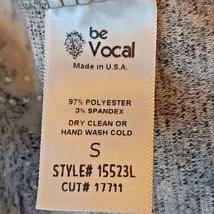 be
Vocal
Made in U.S.A.
97% POLYESTER
3% SPANDEX
DRY CLEAN OR
HAND WASH COLD
S
STYLE# 15523L
CUT# 17711